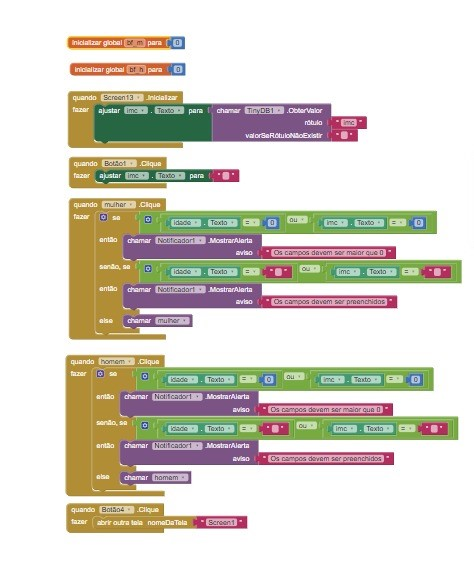 inicializar global bf_m para 0
inicializar global bf_h para 0
quando Screen13 .Inicializar
fazer ajustar imc . Texto para chamar TinyDB1 .ObterValor
rótulo " imc "
valorSeRótuloNãoExistir " "
quando Botão1 .Clique
fazer ajustar imc . Texto para " "
quando mulher .Clique
fazer se idade . Texto = 0 ou imc . Texto = 0
então chamar Notificador1 .MostrarAlerta
aviso " Os campos devem ser maior que 0 "
senão, se idade . Texto = " " ou imc . Texto = " "
então chamar Notificador1 .MostrarAlerta
aviso " Os campos devem ser preenchidos "
else chamar mulher
quando homem .Clique
fazer se idade . Texto = 0 ou imc . Texto = 0
então chamar Notificador1 .MostrarAlerta
aviso " Os campos devem ser maior que 0 "
senão, se idade . Texto = " " ou imc . Texto = " "
então chamar Notificador1 .MostrarAlerta
aviso " Os campos devem ser preenchidos "
else chamar homem
quando Botão4 .Clique
fazer abrir outra tela nomeDaTela " Screen1 "